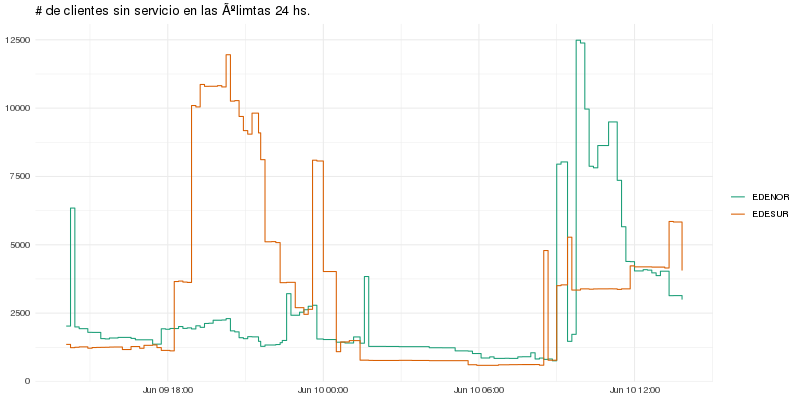 # de clientes sin servicio en las Ãºlimtas 24 hs.
12500
10000
7500
5000
2500
0
Jun 09 18:00
Jun 10 00:00
Jun 10 06:00
Jun 10 12:00
EDENOR
EDESUR